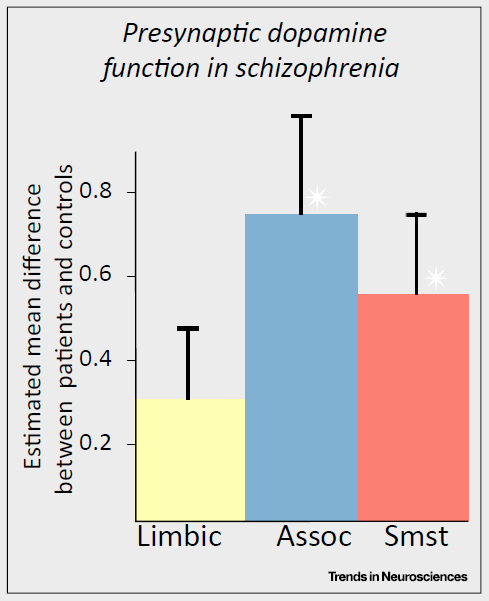 Presynaptic dopamine
function in schizophrenia
Estimated mean difference
between patients and controls
0.8
0.6
0.4
0.2
Limbic Assoc Smst
Trends in Neurosciences